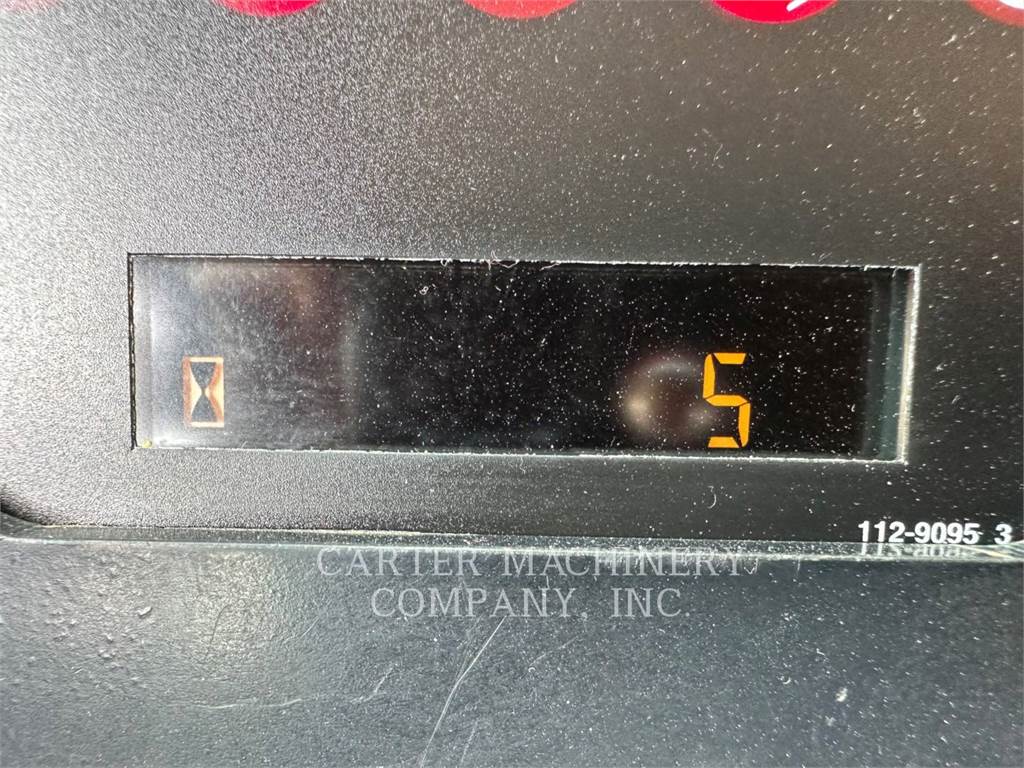 5
112-9095 3
CARTER MACHINERY
COMPANY, INC.